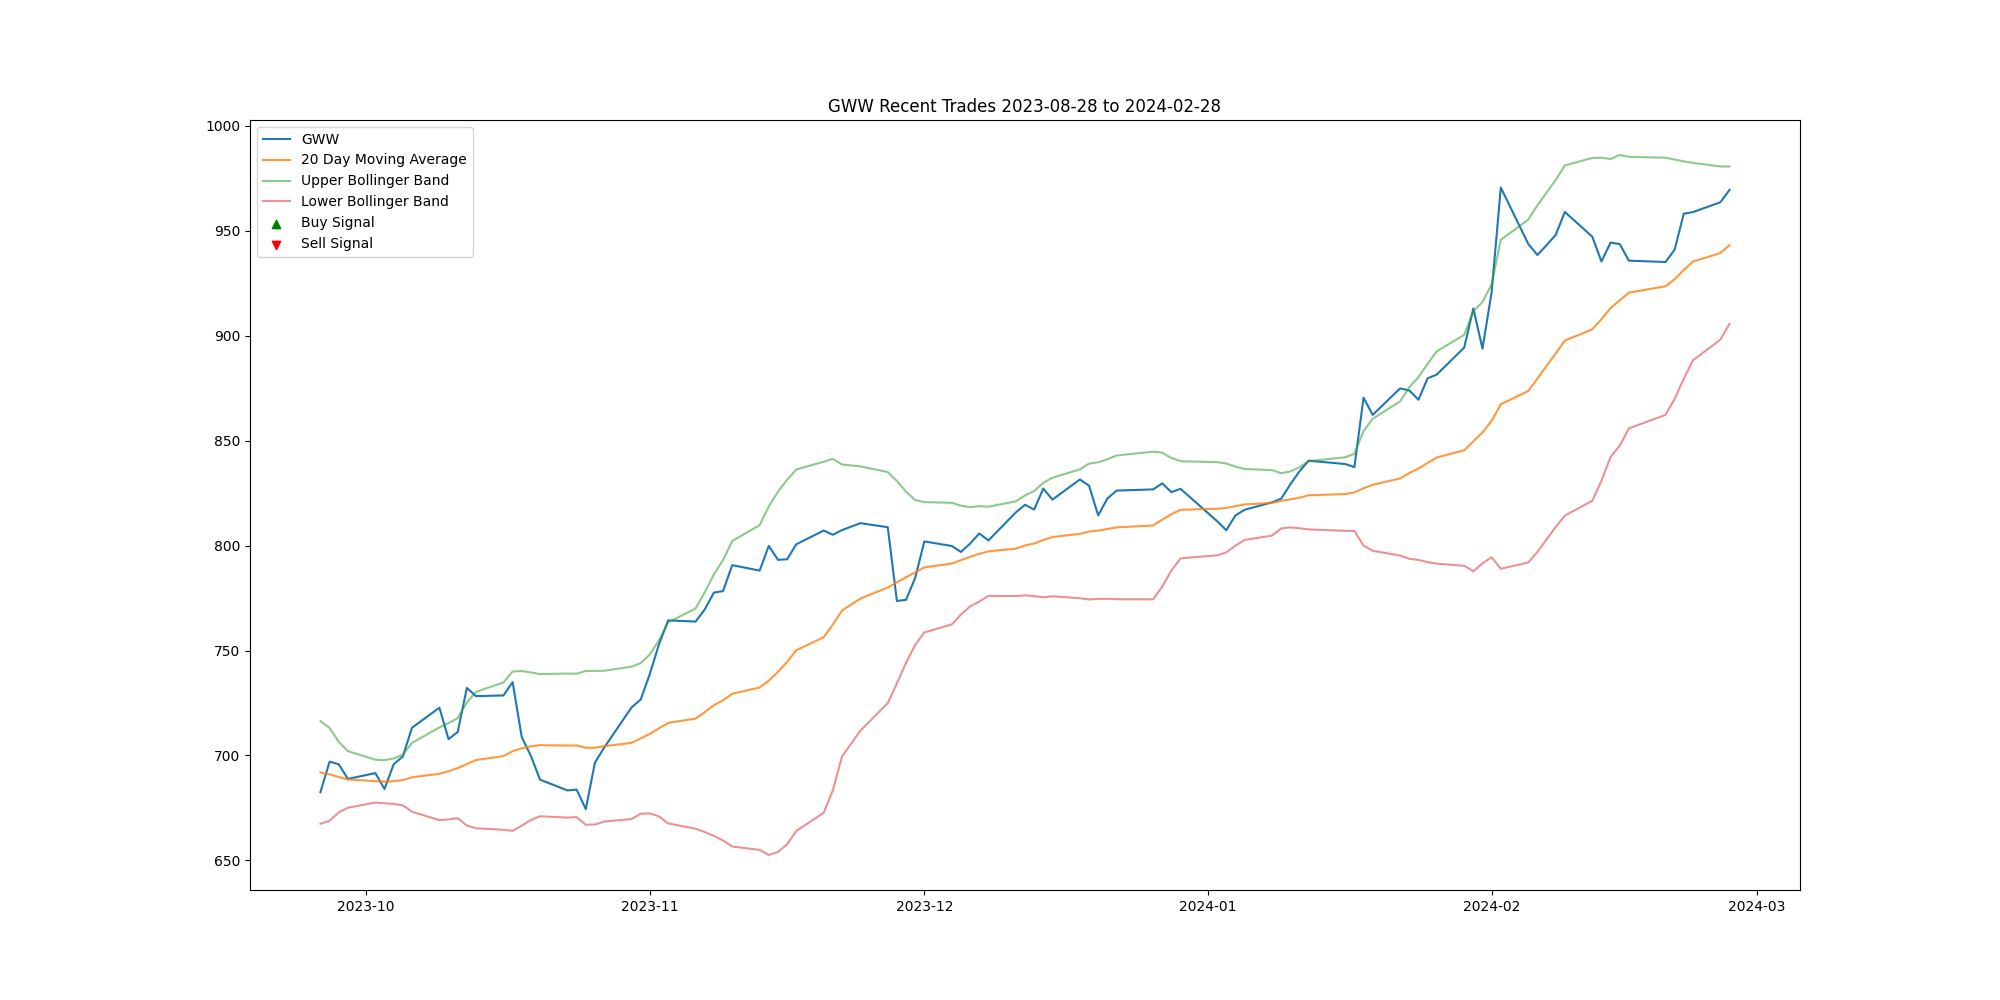 GWW Recent Trades 2023-08-28 to 2024-02-28
1000
950
900
850
800
750
700
650
GWW
20 Day Moving Average
Upper Bollinger Band
Lower Bollinger Band
Buy Signal
Sell Signal
2023-10
2023-11
2023-12
2024-01
2024-02
2024-03